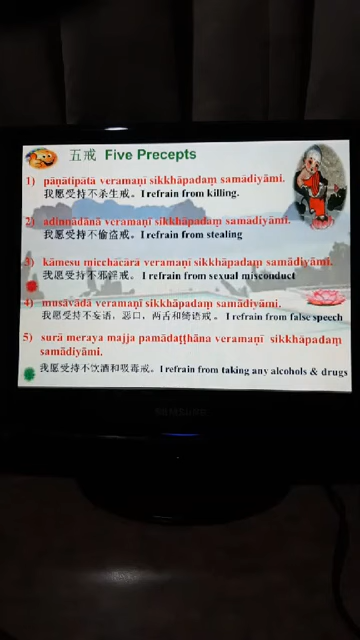 五戒 Five Precepts
1) pāṇātipātā veramaṇī sikkhāpadaṃ samādiyāmi.
我愿受持不杀生戒。I refrain from killing.
2) adinnādānā veramaṇī sikkhāpadaṃ samādiyāmi.
我愿受持不偷盗戒。I refrain from stealing
3) kāmesu micchācārā veramaṇī sikkhāpadaṃ samādiyāmi.
我愿受持不邪婬戒。I refrain from sexual misconduct
4) musāvādā veramaṇī sikkhāpadaṃ samādiyāmi.
我愿受持不妄语，恶口，两舌和绮语戒。I refrain from false speech
5) surā meraya majja pamādaṭṭhāna veramaṇī sikkhāpadaṃ
samādiyāmi.
我愿受持不饮酒和吸毒戒。I refrain from taking any alcohols & drugs
SAMSUNG